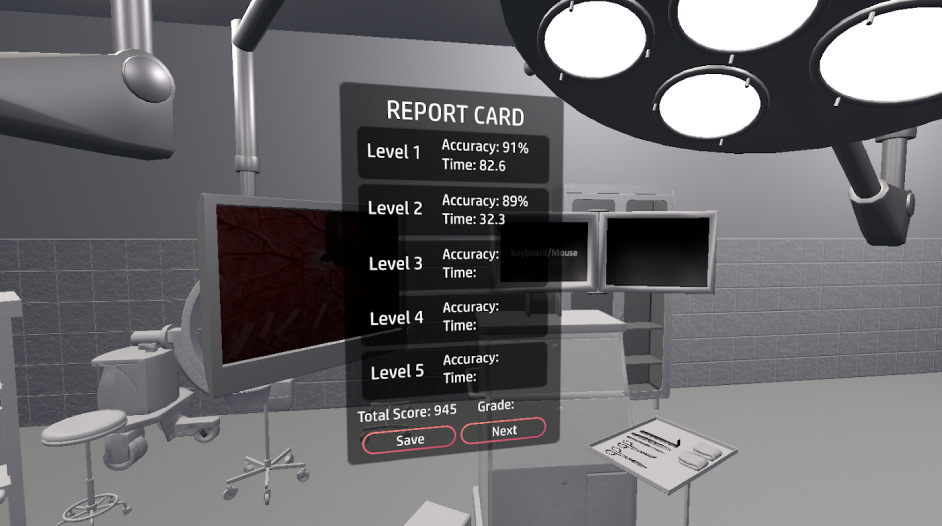 REPORT CARD
Level 1
Accuracy: 91%
Time: 82.6
Level 2
Accuracy: 89%
Time: 32.3
Level 3
Accuracy:
Time:
Keyboard/Mouse
Level 4
Accuracy:
Time:
Level 5
Accuracy:
Time:
Total Score: 945 Grade:
Save Next